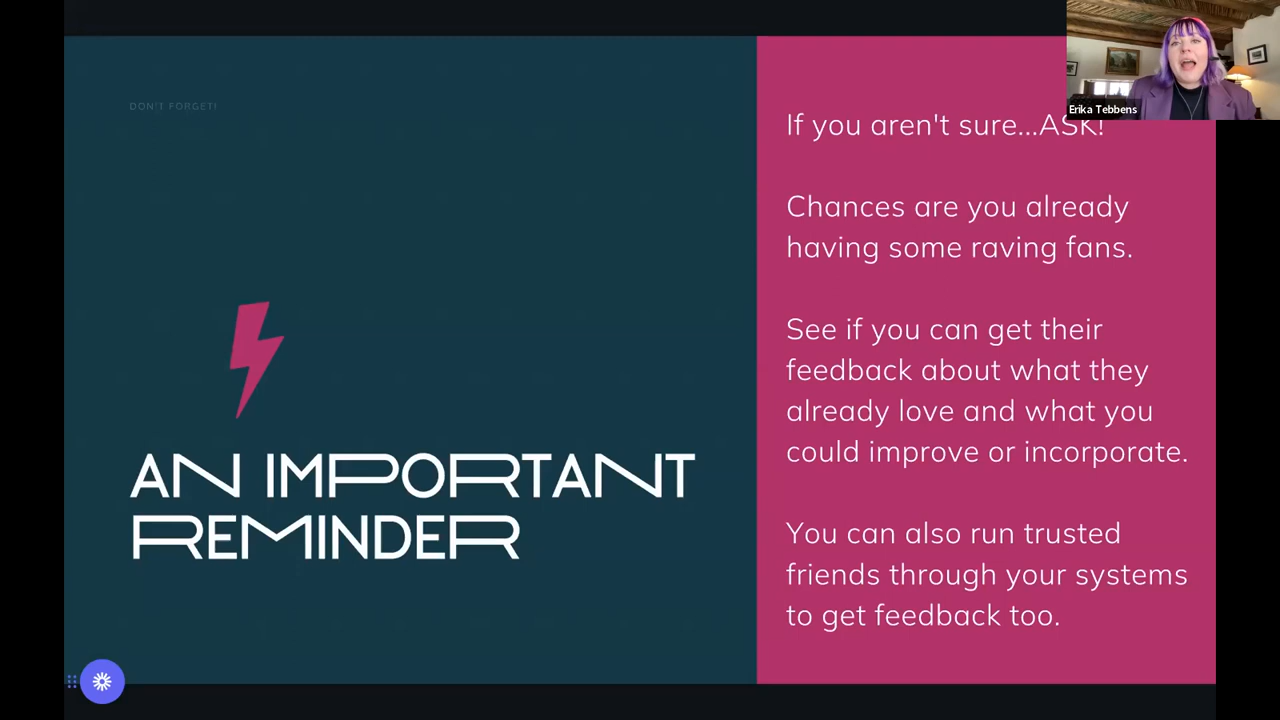 DON'T FORGET!
AN IMPORTANT
REMINDER
If you aren't sure...ASK!
Chances are you already
having some raving fans.
See if you can get their
feedback about what they
already love and what you
could improve or incorporate.
You can also run trusted
friends through your systems
to get feedback too.
Erika Tebbens